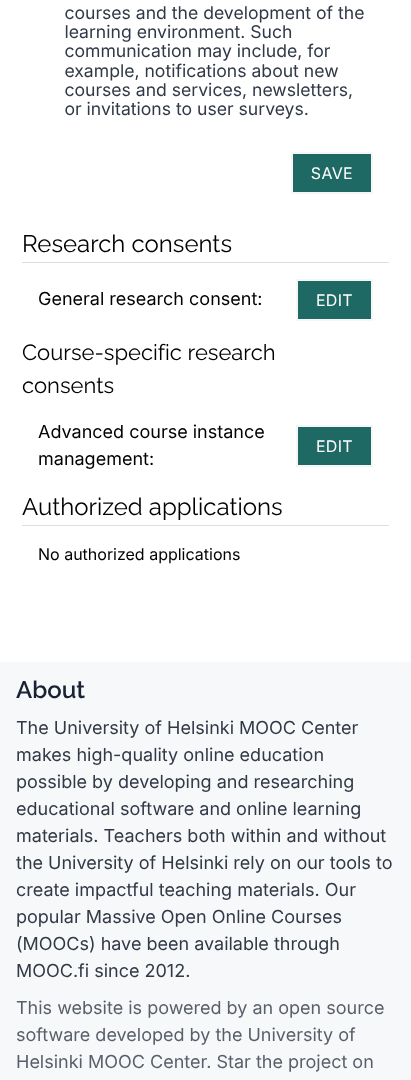 courses and the development of the
learning environment. Such
communication may include, for
example, notifications about new
courses and services, newsletters,
or invitations to user surveys.
SAVE
Research consents
General research consent:
EDIT
Course-specific research
consents
Advanced course instance
management:
EDIT
Authorized applications
No authorized applications
About
The University of Helsinki MOOC Center
makes high-quality online education
possible by developing and researching
educational software and online learning
materials. Teachers both within and without
the University of Helsinki rely on our tools to
create impactful teaching materials. Our
popular Massive Open Online Courses
(MOOCs) have been available through
MOOC.fi since 2012.
This website is powered by an open source
software developed by the University of
Helsinki MOOC Center. Star the project on